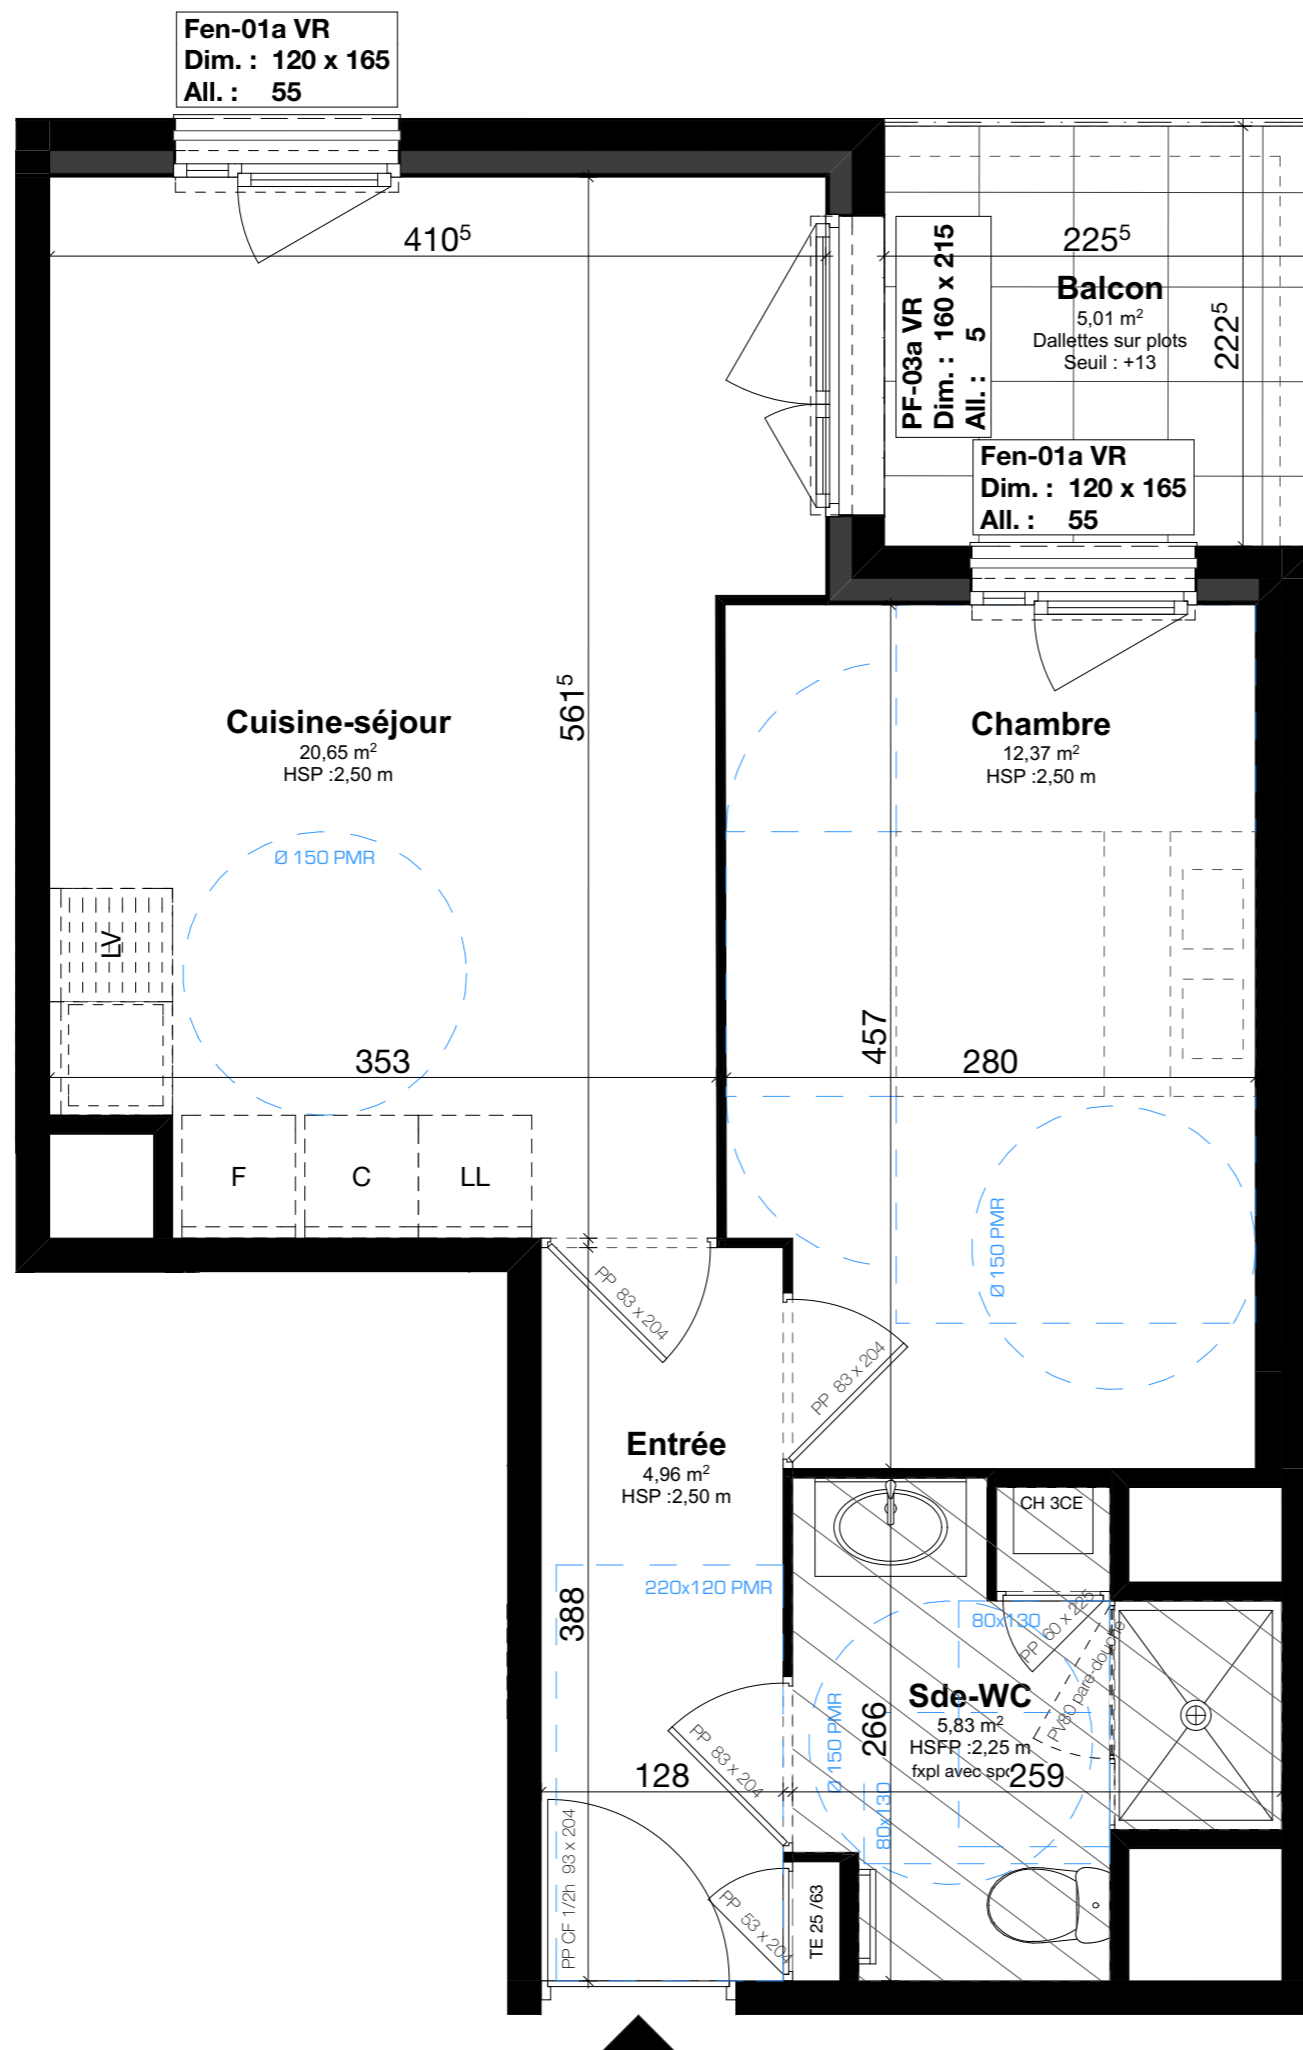 Fen-01a VR
Dim. : 120 x 165
All. : 55
410⁵
225⁵
PF-03a VR
Dim. : 160 x 215
All. : 5
Balcon
5,01 m²
Dallettes sur plots
Seuil : +13
222⁵
Fen-01a VR
Dim. : 120 x 165
All. : 55
561⁵
Cuisine-séjour
20,65 m²
HSP :2,50 m
Chambre
12,37 m²
HSP :2,50 m
Ø 150 PMR
LV
457
353
280
F
C
LL
Ø 150 PMR
PP 83 x 204
PP 83 x 204
Entrée
4,96 m²
HSP :2,50 m
CH 3CE
220x120 PMR
388
80x130
PP 60 x 225
PV80 pare-douche
Sde-WC
5,83 m²
HSFP :2,25 m
fxpl avec
266
Ø 150 PMR
PP 83 x 204
128
259
80x130
PP CF 1/2h 93 x 204
PP 53 x 204
TE 25 /63